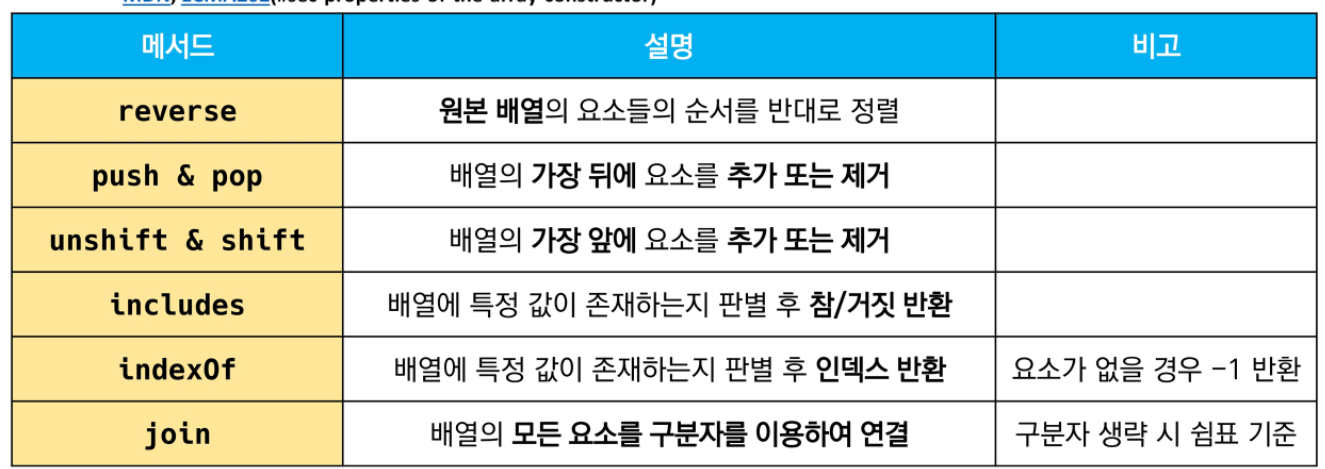 메서드 설명 비고
reverse 원본 배열의 요소들의 순서를 반대로 정렬
push & pop 배열의 가장 뒤에 요소를 추가 또는 제거
unshift & shift 배열의 가장 앞에 요소를 추가 또는 제거
includes 배열에 특정 값이 존재하는지 판별 후 참/거짓 반환
indexOf 배열에 특정 값이 존재하는지 판별 후 인덱스 반환 요소가 없을 경우 -1 반환
join 배열의 모든 요소를 구분자를 이용하여 연결 구분자 생략 시 쉼표 기준